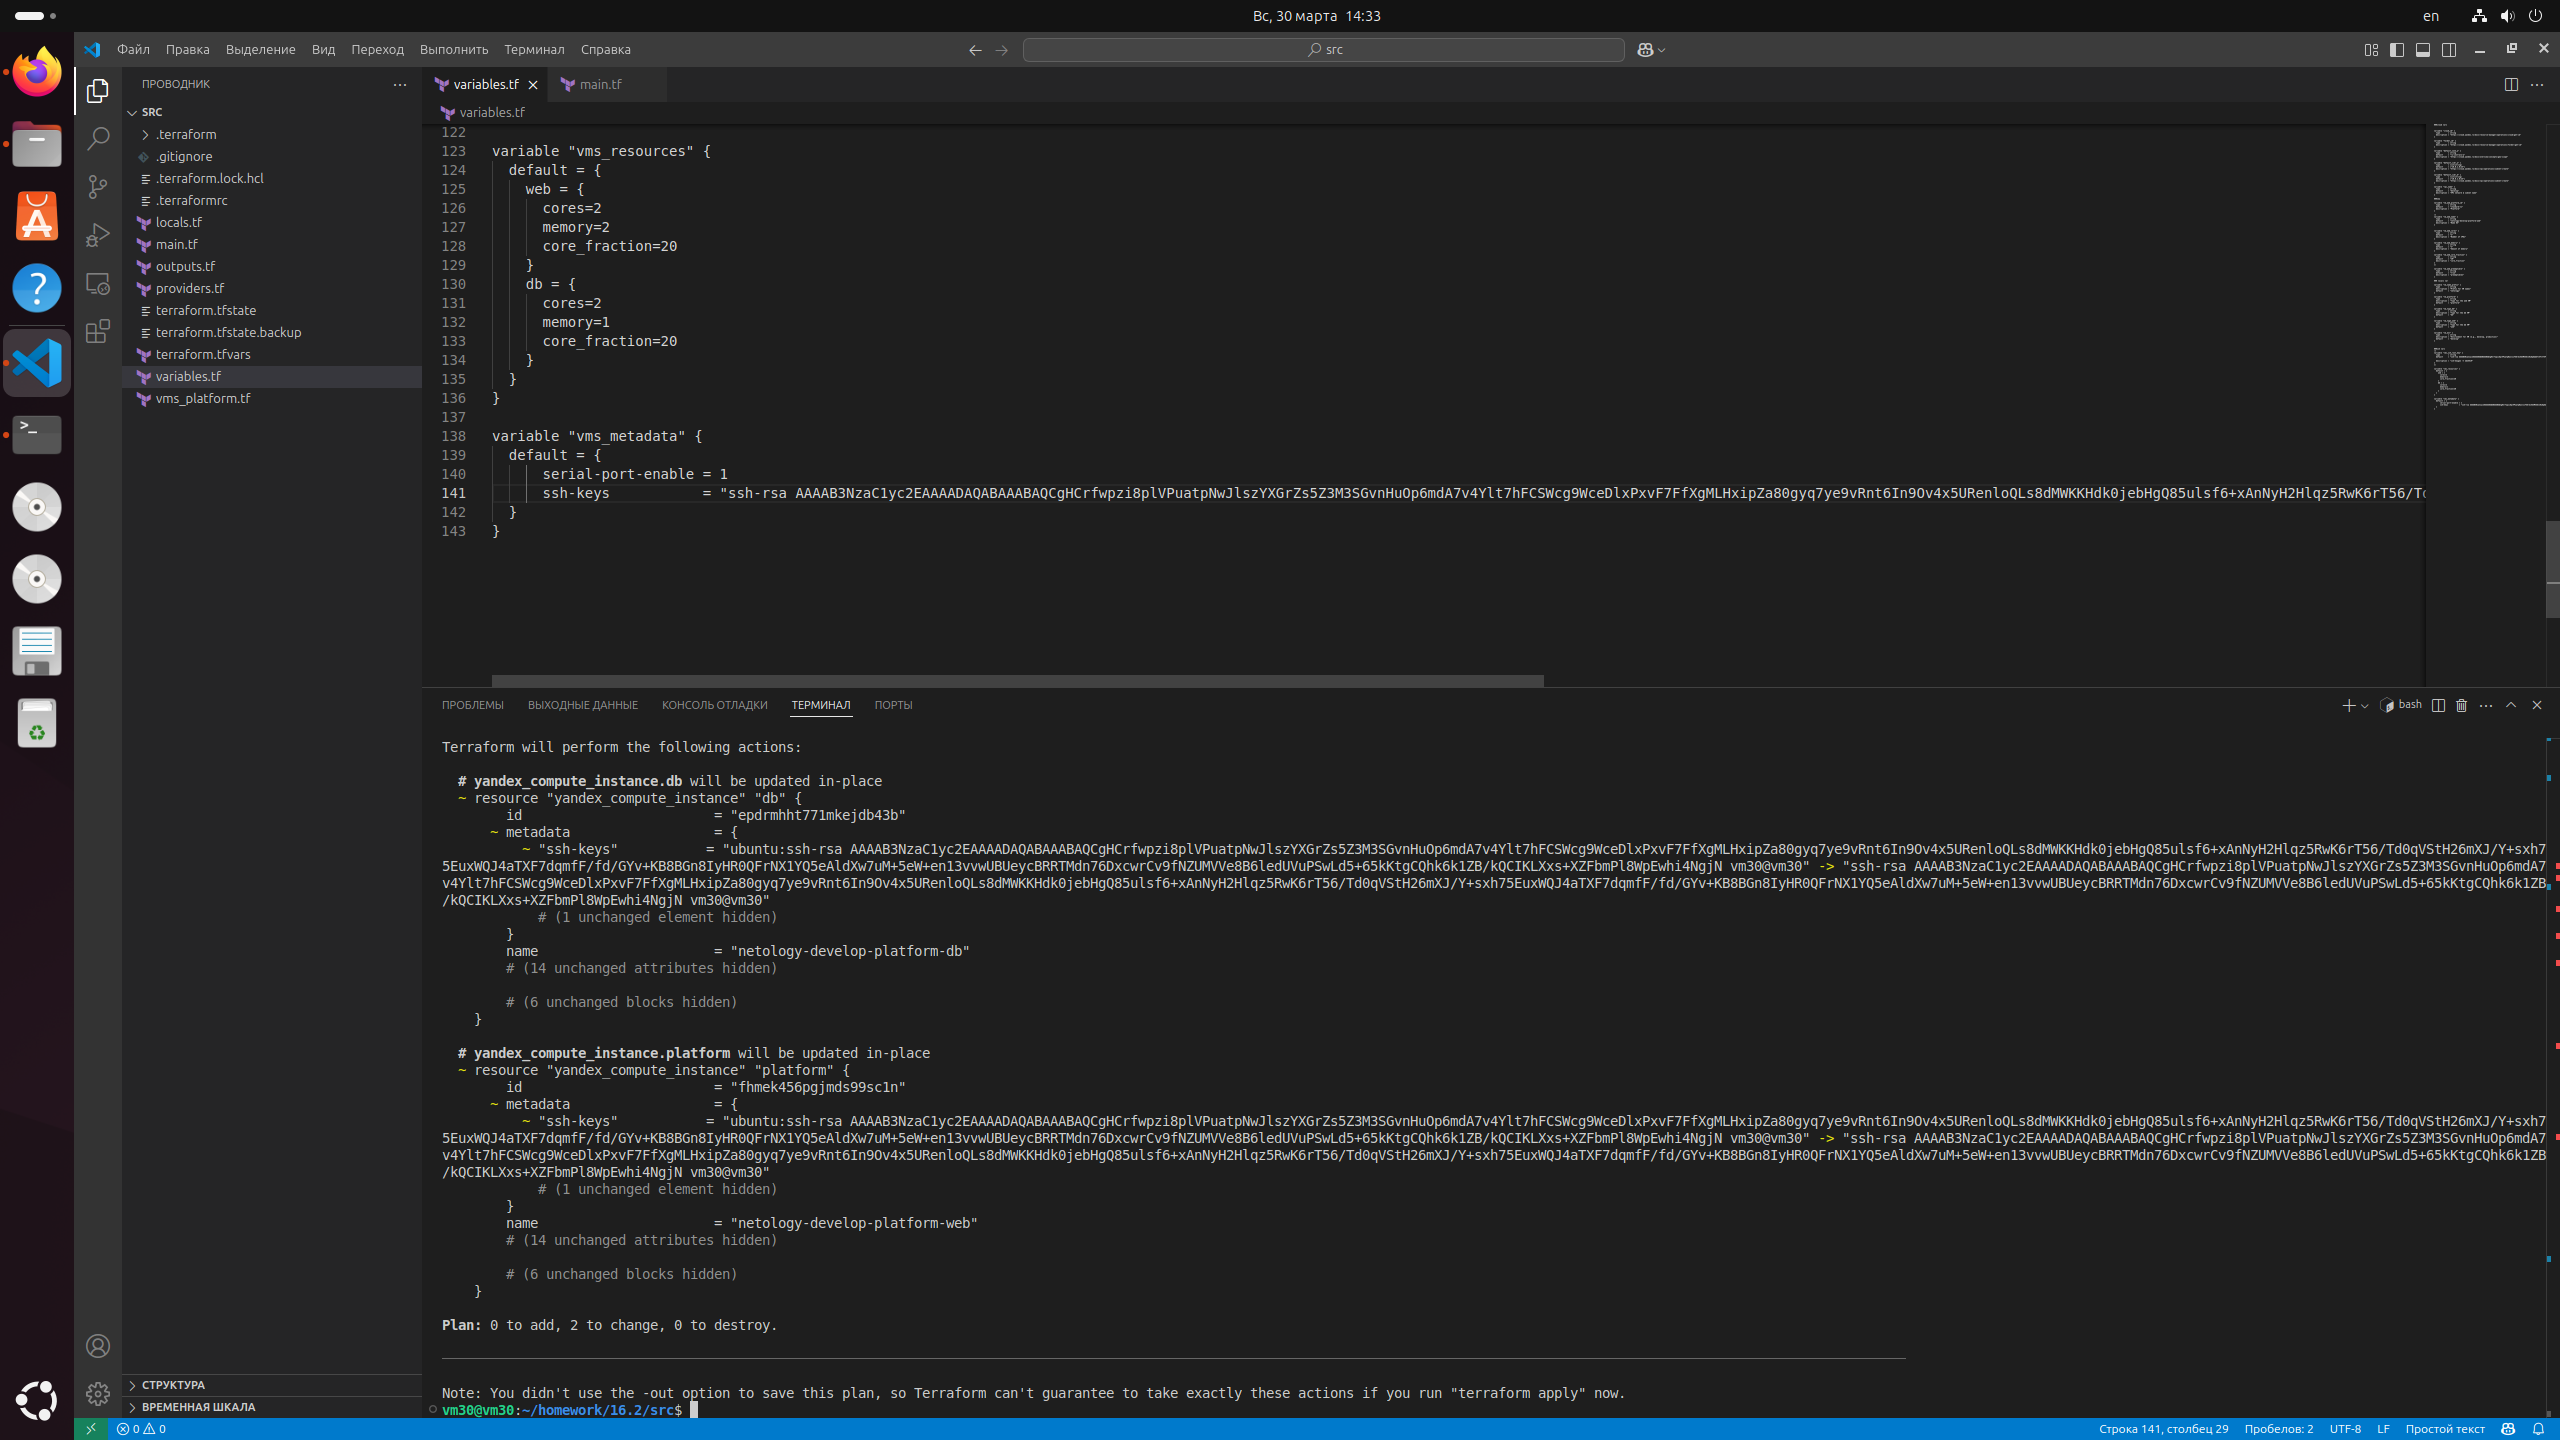 Вс, 30 марта 14:33
en
Файл Правка Выделение Вид Переход Выполнить Терминал Справка
src
ПРОВОДНИК
SRC
.terraform
.gitignore
.terraform.lock.hcl
.terraformrc
locals.tf
main.tf
outputs.tf
providers.tf
terraform.tfstate
terraform.tfstate.backup
terraform.tfvars
variables.tf
vms_platform.tf
СТРУКТУРА
ВРЕМЕННАЯ ШКАЛА
variables.tf main.tf
variables.tf
122
123 variable "vms_resources" {
124 default = {
125 web = {
126 cores=2
127 memory=2
128 core_fraction=20
129 }
130 db = {
131 cores=2
132 memory=1
133 core_fraction=20
134 }
135 }
136 }
137
138 variable "vms_metadata" {
139 default = {
140 serial-port-enable = 1
141 ssh-keys = "ssh-rsa AAAAB3NzaC1yc2EAAAADAQABAAABAQCgHCrfwpzi8plVPuatpNwJlszYXGrZs5Z3M3SGvnHuOp6mdA7v4Ylt7hFCSWcg9WceDlxPxvF7FfXgMLHxipZa80gyq7ye9vRnt6In9Ov4x5URenloQLs8dMWKKHdk0jebHgQ85ulsf6+xAnNyH2Hlqz5RwK6rT56/Td
142 }
143 }
ПРОБЛЕМЫ ВЫХОДНЫЕ ДАННЫЕ КОНСОЛЬ ОТЛАДКИ ТЕРМИНАЛ ПОРТЫ
bash
Terraform will perform the following actions:
# yandex_compute_instance.db will be updated in-place
~ resource "yandex_compute_instance" "db" {
id = "epdrmhht771mkejdb43b"
~ metadata = {
~ "ssh-keys" = "ubuntu:ssh-rsa AAAAB3NzaC1yc2EAAAADAQABAAABAQCgHCrfwpzi8plVPuatpNwJlszYXGrZs5Z3M3SGvnHuOp6mdA7v4Ylt7hFCSWcg9WceDlxPxvF7FfXgMLHxipZa80gyq7ye9vRnt6In9Ov4x5URenloQLs8dMWKKHdk0jebHgQ85ulsf6+xAnNyH2Hlqz5RwK6rT56/Td0qVStH26mXJ/Y+sxh7
5EuxWQJ4aTXF7dqmfF/fd/GYv+KB8BGn8IyHR0QFrNX1YQ5eAldXw7uM+5eW+en13vvwUBUeycBRRTMdn76DxcwrCv9fNZUMVVe8B6ledUVuPSwLd5+65kKtgCQhk6k1ZB/kQCIKLXxs+XZFbmPl8WpEwhi4NgjN vm30@vm30" -> "ssh-rsa AAAAB3NzaC1yc2EAAAADAQABAAABAQCgHCrfwpzi8plVPuatpNwJlszYXGrZs5Z3M3SGvnHuOp6mdA7
v4Ylt7hFCSWcg9WceDlxPxvF7FfXgMLHxipZa80gyq7ye9vRnt6In9Ov4x5URenloQLs8dMWKKHdk0jebHgQ85ulsf6+xAnNyH2Hlqz5RwK6rT56/Td0qVStH26mXJ/Y+sxh75EuxWQJ4aTXF7dqmfF/fd/GYv+KB8BGn8IyHR0QFrNX1YQ5eAldXw7uM+5eW+en13vvwUBUeycBRRTMdn76DxcwrCv9fNZUMVVe8B6ledUVuPSwLd5+65kKtgCQhk6k1ZB
/kQCIKLXxs+XZFbmPl8WpEwhi4NgjN vm30@vm30"
# (1 unchanged element hidden)
}
name = "netology-develop-platform-db"
# (14 unchanged attributes hidden)
# (6 unchanged blocks hidden)
}
# yandex_compute_instance.platform will be updated in-place
~ resource "yandex_compute_instance" "platform" {
id = "fhmek456pgjmds99sc1n"
~ metadata = {
~ "ssh-keys" = "ubuntu:ssh-rsa AAAAB3NzaC1yc2EAAAADAQABAAABAQCgHCrfwpzi8plVPuatpNwJlszYXGrZs5Z3M3SGvnHuOp6mdA7v4Ylt7hFCSWcg9WceDlxPxvF7FfXgMLHxipZa80gyq7ye9vRnt6In9Ov4x5URenloQLs8dMWKKHdk0jebHgQ85ulsf6+xAnNyH2Hlqz5RwK6rT56/Td0qVStH26mXJ/Y+sxh7
5EuxWQJ4aTXF7dqmfF/fd/GYv+KB8BGn8IyHR0QFrNX1YQ5eAldXw7uM+5eW+en13vvwUBUeycBRRTMdn76DxcwrCv9fNZUMVVe8B6ledUVuPSwLd5+65kKtgCQhk6k1ZB/kQCIKLXxs+XZFbmPl8WpEwhi4NgjN vm30@vm30" -> "ssh-rsa AAAAB3NzaC1yc2EAAAADAQABAAABAQCgHCrfwpzi8plVPuatpNwJlszYXGrZs5Z3M3SGvnHuOp6mdA7
v4Ylt7hFCSWcg9WceDlxPxvF7FfXgMLHxipZa80gyq7ye9vRnt6In9Ov4x5URenloQLs8dMWKKHdk0jebHgQ85ulsf6+xAnNyH2Hlqz5RwK6rT56/Td0qVStH26mXJ/Y+sxh75EuxWQJ4aTXF7dqmfF/fd/GYv+KB8BGn8IyHR0QFrNX1YQ5eAldXw7uM+5eW+en13vvwUBUeycBRRTMdn76DxcwrCv9fNZUMVVe8B6ledUVuPSwLd5+65kKtgCQhk6k1ZB
/kQCIKLXxs+XZFbmPl8WpEwhi4NgjN vm30@vm30"
# (1 unchanged element hidden)
}
name = "netology-develop-platform-web"
# (14 unchanged attributes hidden)
# (6 unchanged blocks hidden)
}
Plan: 0 to add, 2 to change, 0 to destroy.
Note: You didn't use the -out option to save this plan, so Terraform can't guarantee to take exactly these actions if you run "terraform apply" now.
vm30@vm30:~/homework/16.2/src$
0 0
Строка 141, столбец 29 Пробелов: 2 UTF-8 LF Простой текст